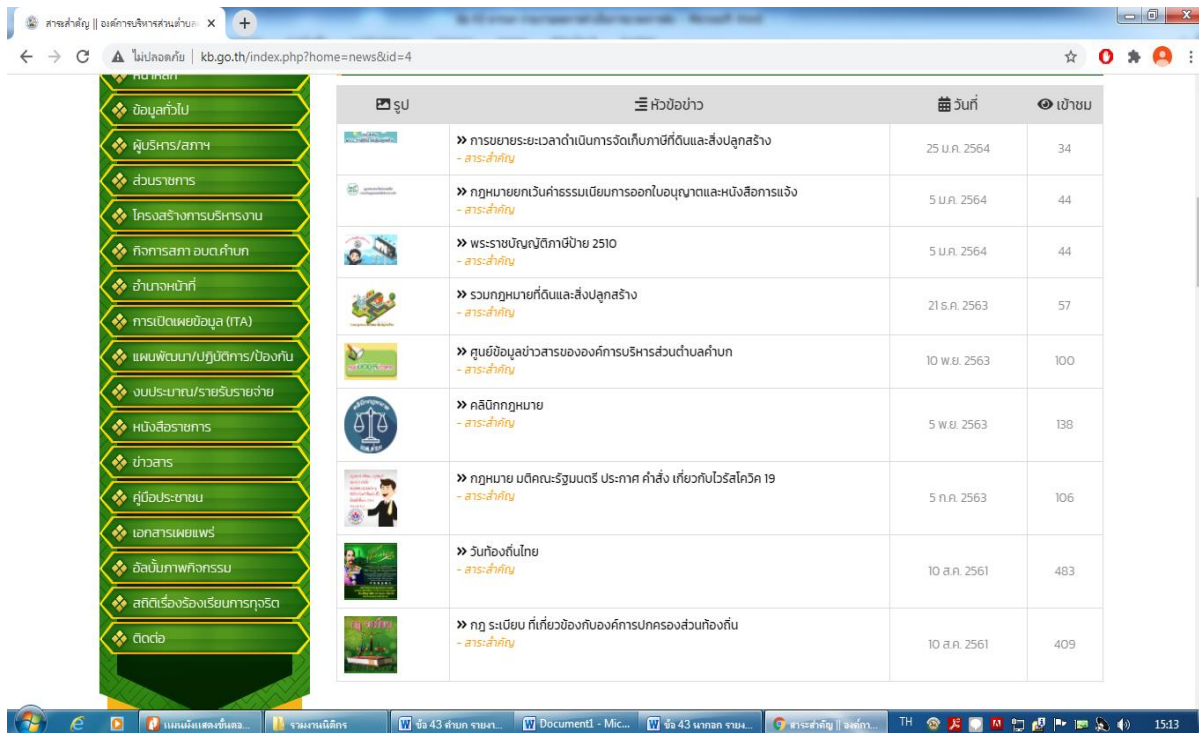 สาระสำคัญ || องค์การบริหารส่วนตำบล
ไม่ปลอดภัย | kb.go.th/index.php?home=news&id=4
หน้าหลัก
ข้อมูลทั่วไป
ผู้บริหาร/สภาฯ
ส่วนราชการ
โครงสร้างการบริหารงาน
กิจการสภา อบต.คำบก
อำนาจหน้าที่
การเปิดเผยข้อมูล (ITA)
แผนพัฒนา/ปฏิบัติการ/ป้องกัน
งบประมาณ/รายรับรายจ่าย
หนังสือราชการ
ข่าวสาร
คู่มือประชาชน
เอกสารเผยแพร่
อัลบั้มภาพกิจกรรม
สถิติเรื่องร้องเรียนการทุจริต
ติดต่อ
รูป หัวข้อข่าว วันที่ เข้าชม
» การขยายระยะเวลาดำเนินการจัดเก็บภาษีที่ดินและสิ่งปลูกสร้าง
- สาระสำคัญ
25 ม.ค. 2564 34
» กฎหมายยกเว้นค่าธรรมเนียมการออกใบอนุญาตและหนังสือการแจ้ง
- สาระสำคัญ
5 ม.ค. 2564 44
» พระราชบัญญัติภาษีป้าย 2510
- สาระสำคัญ
5 ม.ค. 2564 44
» รวมกฎหมายที่ดินและสิ่งปลูกสร้าง
- สาระสำคัญ
21 ธ.ค. 2563 57
» ศูนย์ข้อมูลข่าวสารขององค์การบริหารส่วนตำบลคำบก
- สาระสำคัญ
10 พ.ย. 2563 100
» คลินิกกฎหมาย
- สาระสำคัญ
5 พ.ย. 2563 138
» กฎหมาย มติคณะรัฐมนตรี ประกาศ คำสั่ง เกี่ยวกับไวรัสโควิค 19
- สาระสำคัญ
5 ก.ค. 2563 106
» วันท้องถิ่นไทย
- สาระสำคัญ
10 ส.ค. 2561 483
» กฎ ระเบียบ ที่เกี่ยวข้องกับองค์การปกครองส่วนท้องถิ่น
- สาระสำคัญ
10 ส.ค. 2561 409
แผนผังแสดงขั้นตอ... รายงานนิติกร ข้อ 43 คำบก รายงา... Document1 - Mic... ข้อ 43 นากอก ราย... สาระสำคัญ || องค์กา... TH 15:13